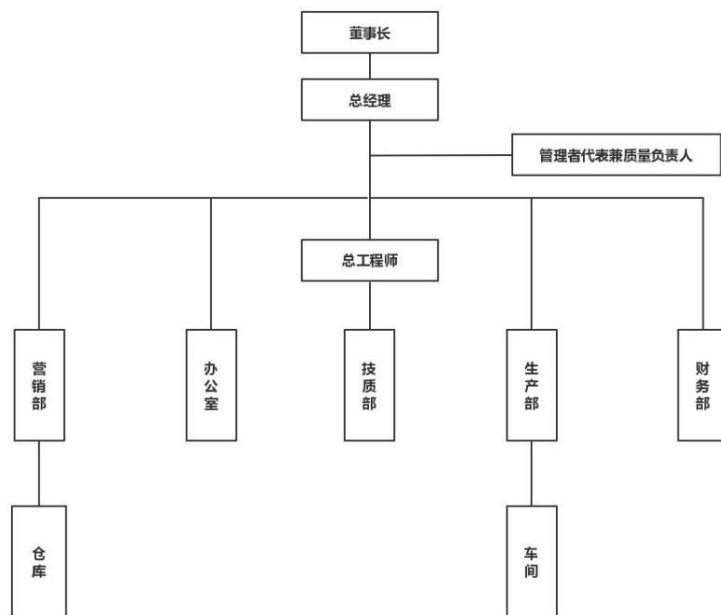 董事长
总经理
管理者代表兼质量负责人
总工程师
营销部
办公室
技质部
生产部
财务部
仓库
车间